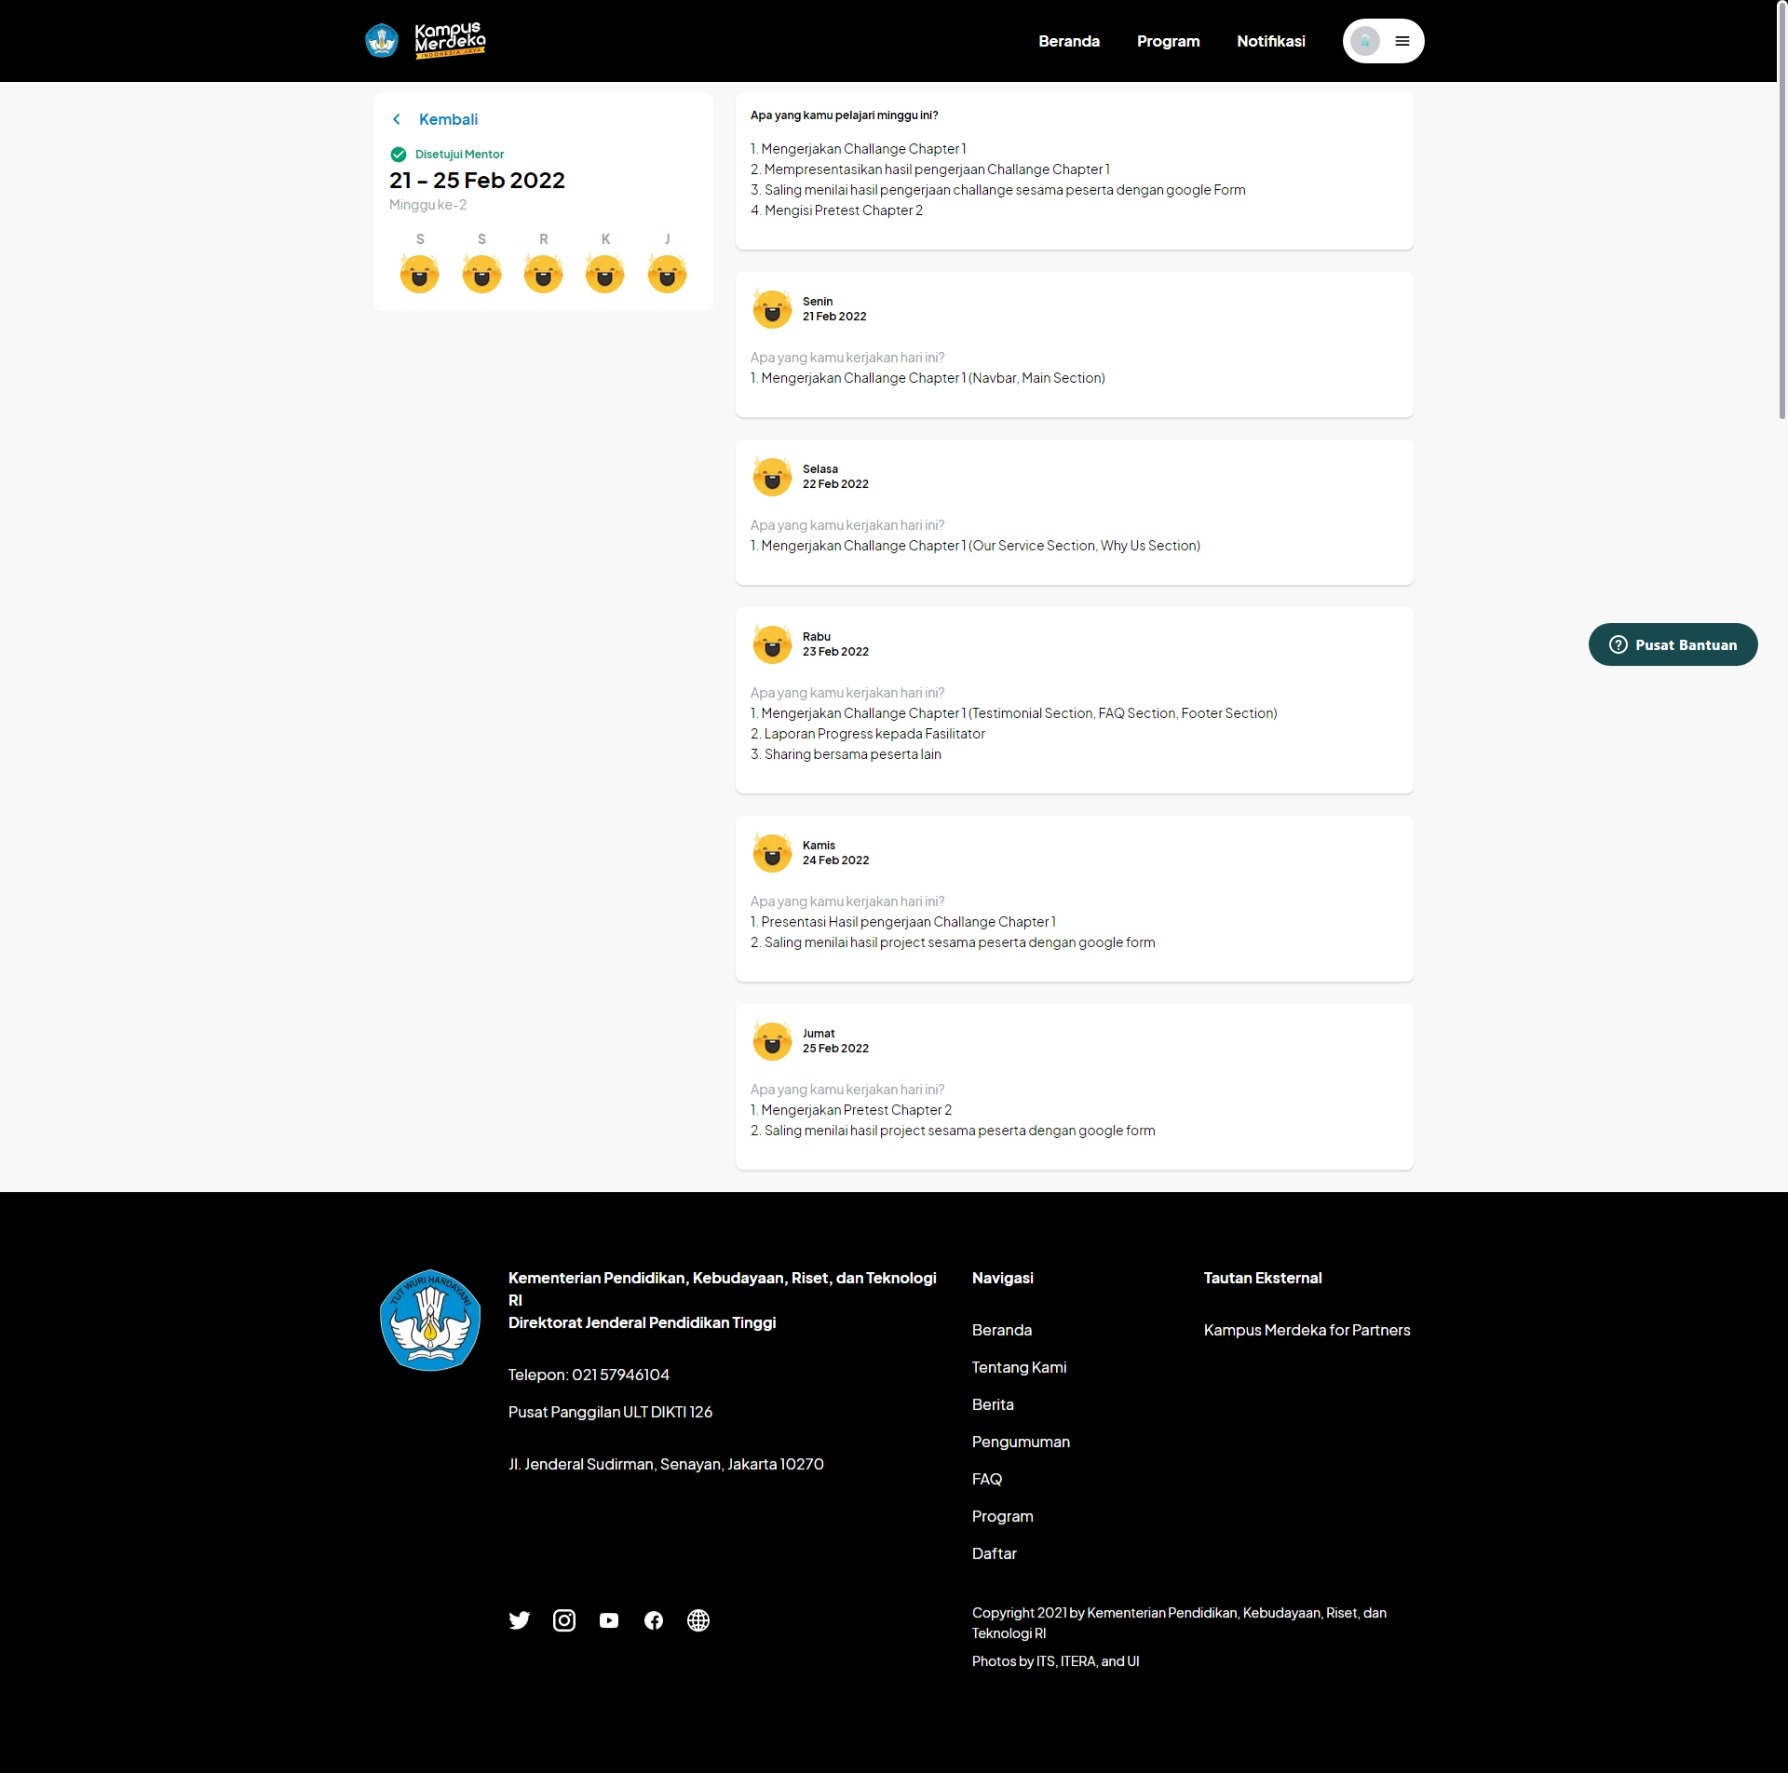 Kampus
Merdeka
INDONESIA JAYA
Beranda
Program
Notifikasi
Kembali
Disetujui Mentor
21 – 25 Feb 2022
Minggu ke-2
S S R K J
Apa yang kamu pelajari minggu ini?
1. Mengerjakan Challange Chapter 1
2. Mempresentasikan hasil pengerjaan Challange Chapter 1
3. Saling menilai hasil pengerjaan challange sesama peserta dengan google Form
4. Mengisi Pretest Chapter 2
Senin
21 Feb 2022
Apa yang kamu kerjakan hari ini?
1. Mengerjakan Challange Chapter 1 (Navbar, Main Section)
Selasa
22 Feb 2022
Apa yang kamu kerjakan hari ini?
1. Mengerjakan Challange Chapter 1 (Our Service Section, Why Us Section)
Rabu
23 Feb 2022
Apa yang kamu kerjakan hari ini?
1. Mengerjakan Challange Chapter 1 (Testimonial Section, FAQ Section, Footer Section)
2. Laporan Progress kepada Fasilitator
3. Sharing bersama peserta lain
Pusat Bantuan
Kamis
24 Feb 2022
Apa yang kamu kerjakan hari ini?
1. Presentasi Hasil pengerjaan Challange Chapter 1
2. Saling menilai hasil project sesama peserta dengan google form
Jumat
25 Feb 2022
Apa yang kamu kerjakan hari ini?
1. Mengerjakan Pretest Chapter 2
2. Saling menilai hasil project sesama peserta dengan google form
TUT WURI HANDAYANI
Kementerian Pendidikan, Kebudayaan, Riset, dan Teknologi
RI
Direktorat Jenderal Pendidikan Tinggi
Telepon: 021 57946104
Pusat Panggilan ULT DIKTI 126
Jl. Jenderal Sudirman, Senayan, Jakarta 10270
Navigasi
Beranda
Tentang Kami
Berita
Pengumuman
FAQ
Program
Daftar
Tautan Eksternal
Kampus Merdeka for Partners
Copyright 2021 by Kementerian Pendidikan, Kebudayaan, Riset, dan
Teknologi RI
Photos by ITS, ITERA, and UI